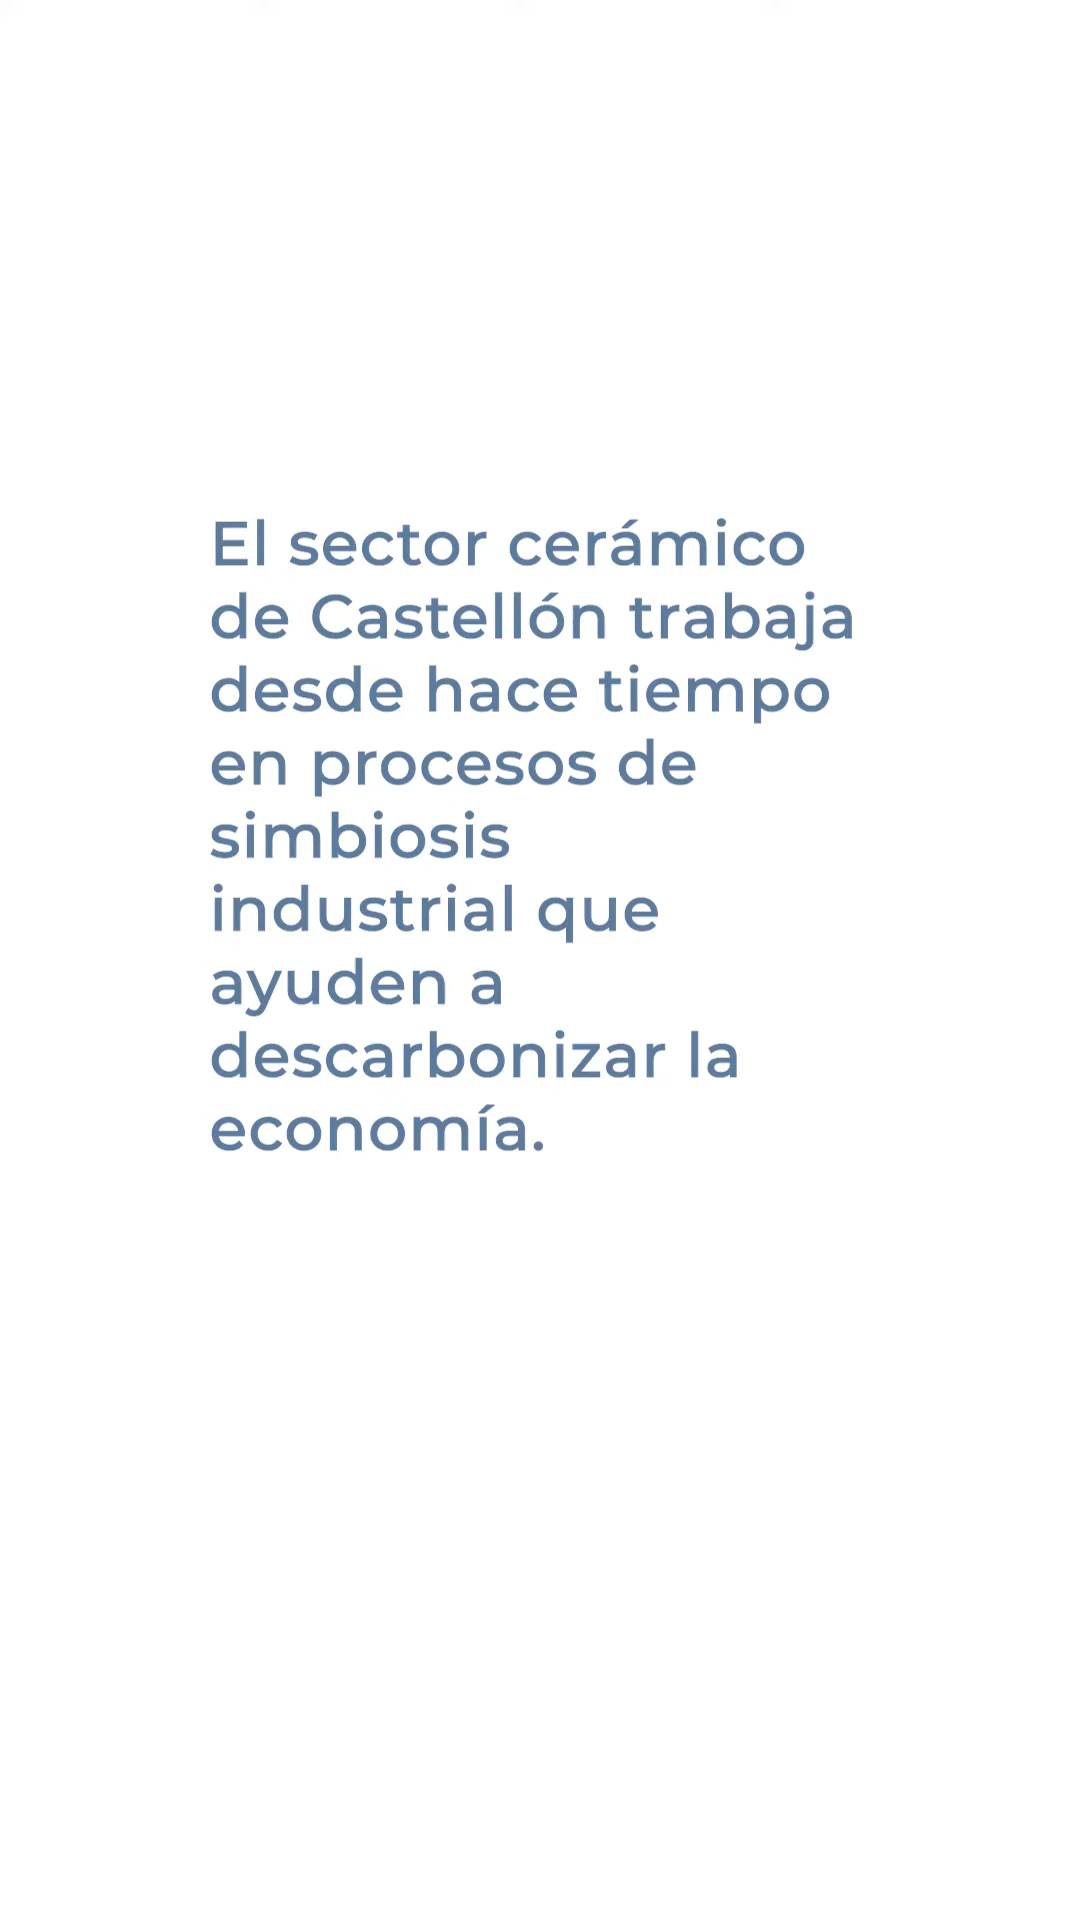 El sector cerámico
de Castellón trabaja
desde hace tiempo
en procesos de
simbiosis
industrial que
ayuden a
descarbonizar la
economía.